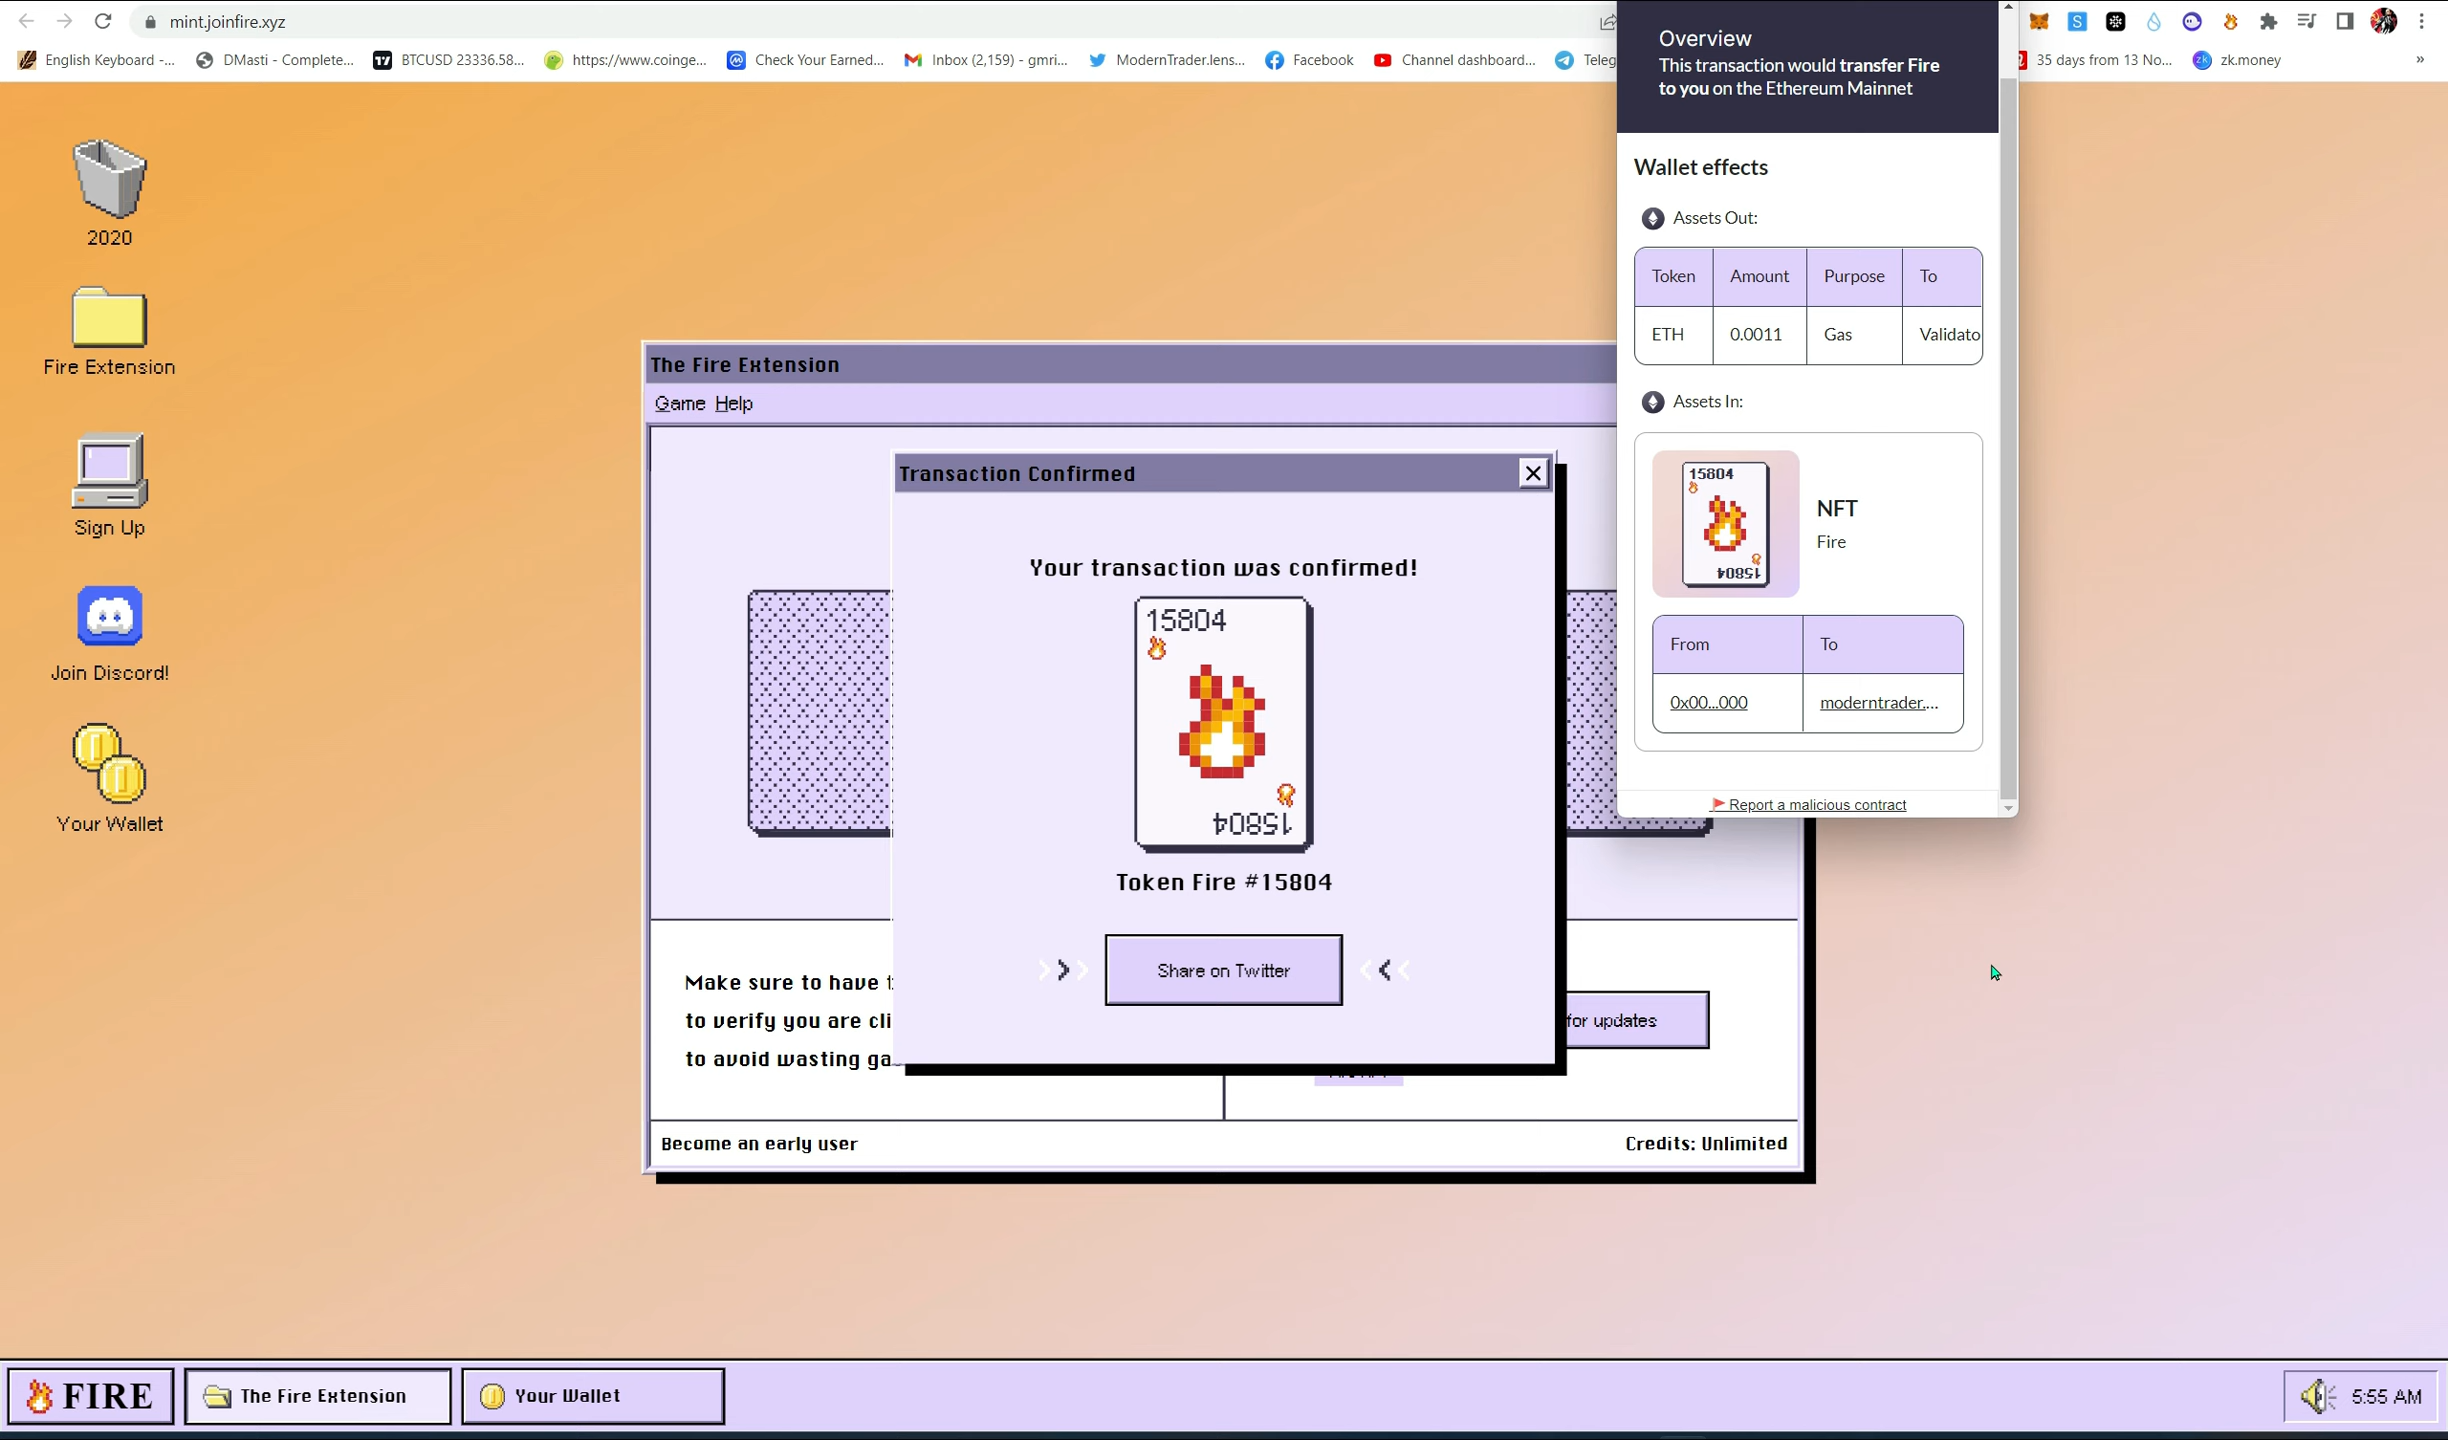 mint.joinfire.xyz
English Keyboard -...
DMasti - Complete...
BTCUSD 23336.58...
https://www.coinge...
Check Your Earned...
Inbox (2,159) - gmri...
ModernTrader.lens...
Facebook
Channel dashboard...
Teleg
35 days from 13 No...
zk.money
»
2020
Fire Extension
Sign Up
Join Discord!
Your Wallet
The Fire Extension
Game Help
Transaction Confirmed
Your transaction was confirmed!
15804
15804
Token Fire #15804
Share on Twitter
Make sure to have
to verify you are cli
to avoid wasting ga
for updates
Become an early user
Credits: Unlimited
Overview
This transaction would transfer Fire
to you on the Ethereum Mainnet
Wallet effects
Assets Out:
Token Amount Purpose To
ETH 0.0011 Gas Validato
Assets In:
15804
15804
NFT
Fire
From To
0x00...000 moderntrader....
Report a malicious contract
FIRE
The Fire Extension
Your Wallet
5:55 AM